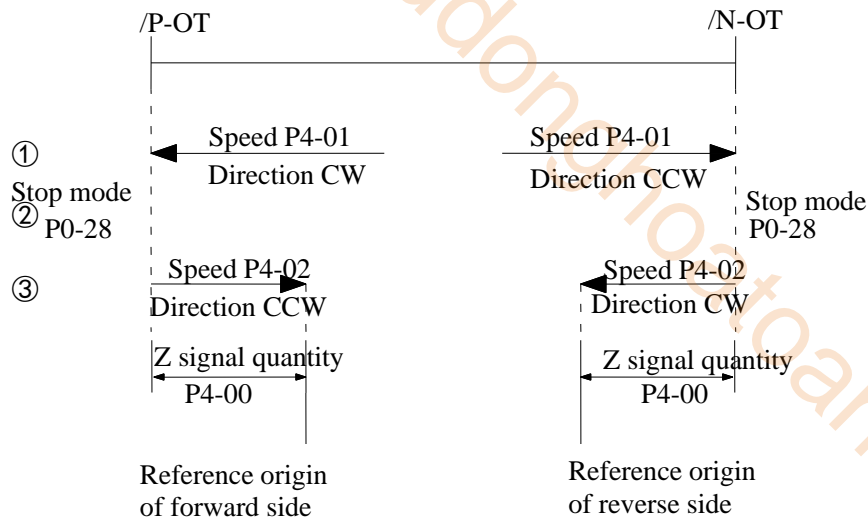 /P-OT
/N-OT
Speed P4-01
Speed P4-01
①
Direction CW
Direction CCW
Stop mode
Stop mode
②
P0-28
P0-28
Speed P4-02
Speed P4-02
③
Direction CCW
Direction CW
Z signal quantity
Z signal quantity
P4-00
P4-00
Reference origin
of forward side
Reference origin
of reverse side